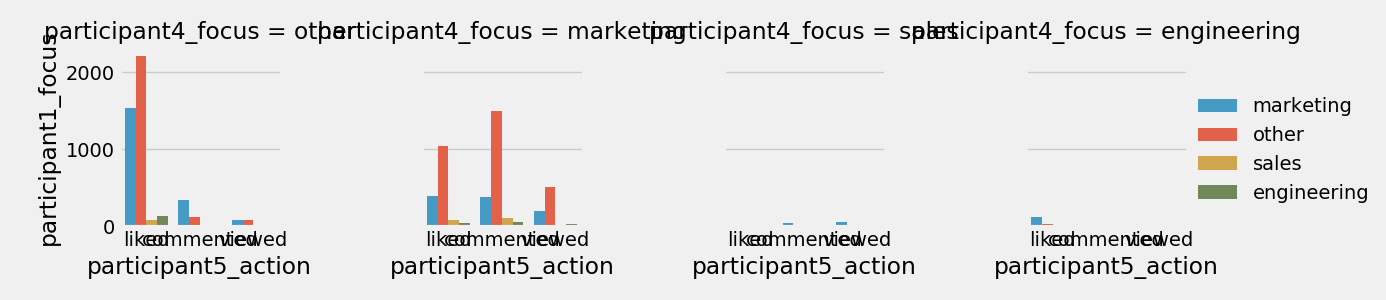 participant4_focus = other
participant4_focus = marketing
participant4_focus = sales
participant4_focus = engineering
participant1_focus
2000
1000
0
liked
commented
viewed
liked
commented
viewed
liked
commented
viewed
liked
commented
viewed
participant5_action
participant5_action
participant5_action
participant5_action
marketing
other
sales
engineering